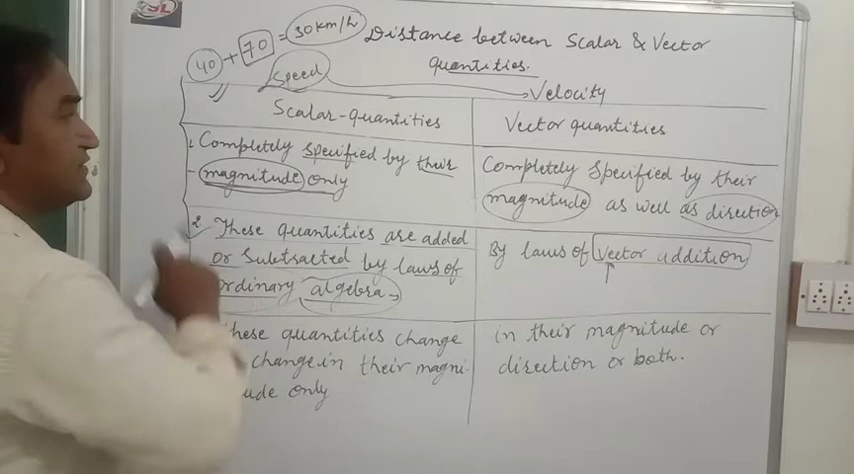 40 + 70 = 30km/h Distance between Scalar & Vector
quantities.
Speed Velocity
Scalar-quantities
Vector quantities
1. Completely specified by their
magnitude only
Completely Specified by their
magnitude as well as direction
2. These quantities are added
or Subtracted by laws of
ordinary algebra
By laws of Vector addition
These quantities change
change in their magni-
tude only
in their magnitude or
direction or both.